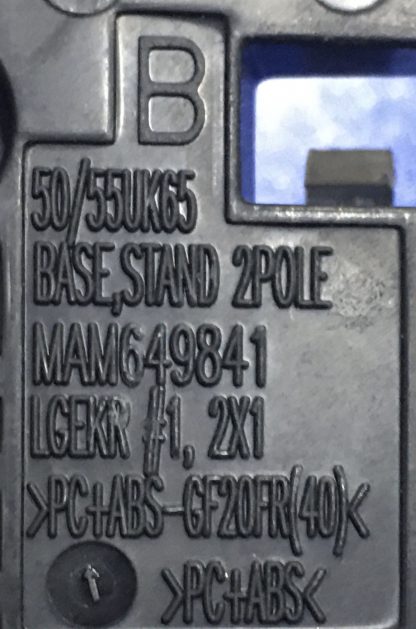 B
50/55UK65
BASE,STAND 2POLE
MAM649841
LGEKR #1, 2X1
>PC+ABS-GF20FR(40)<
>PC+ABS<